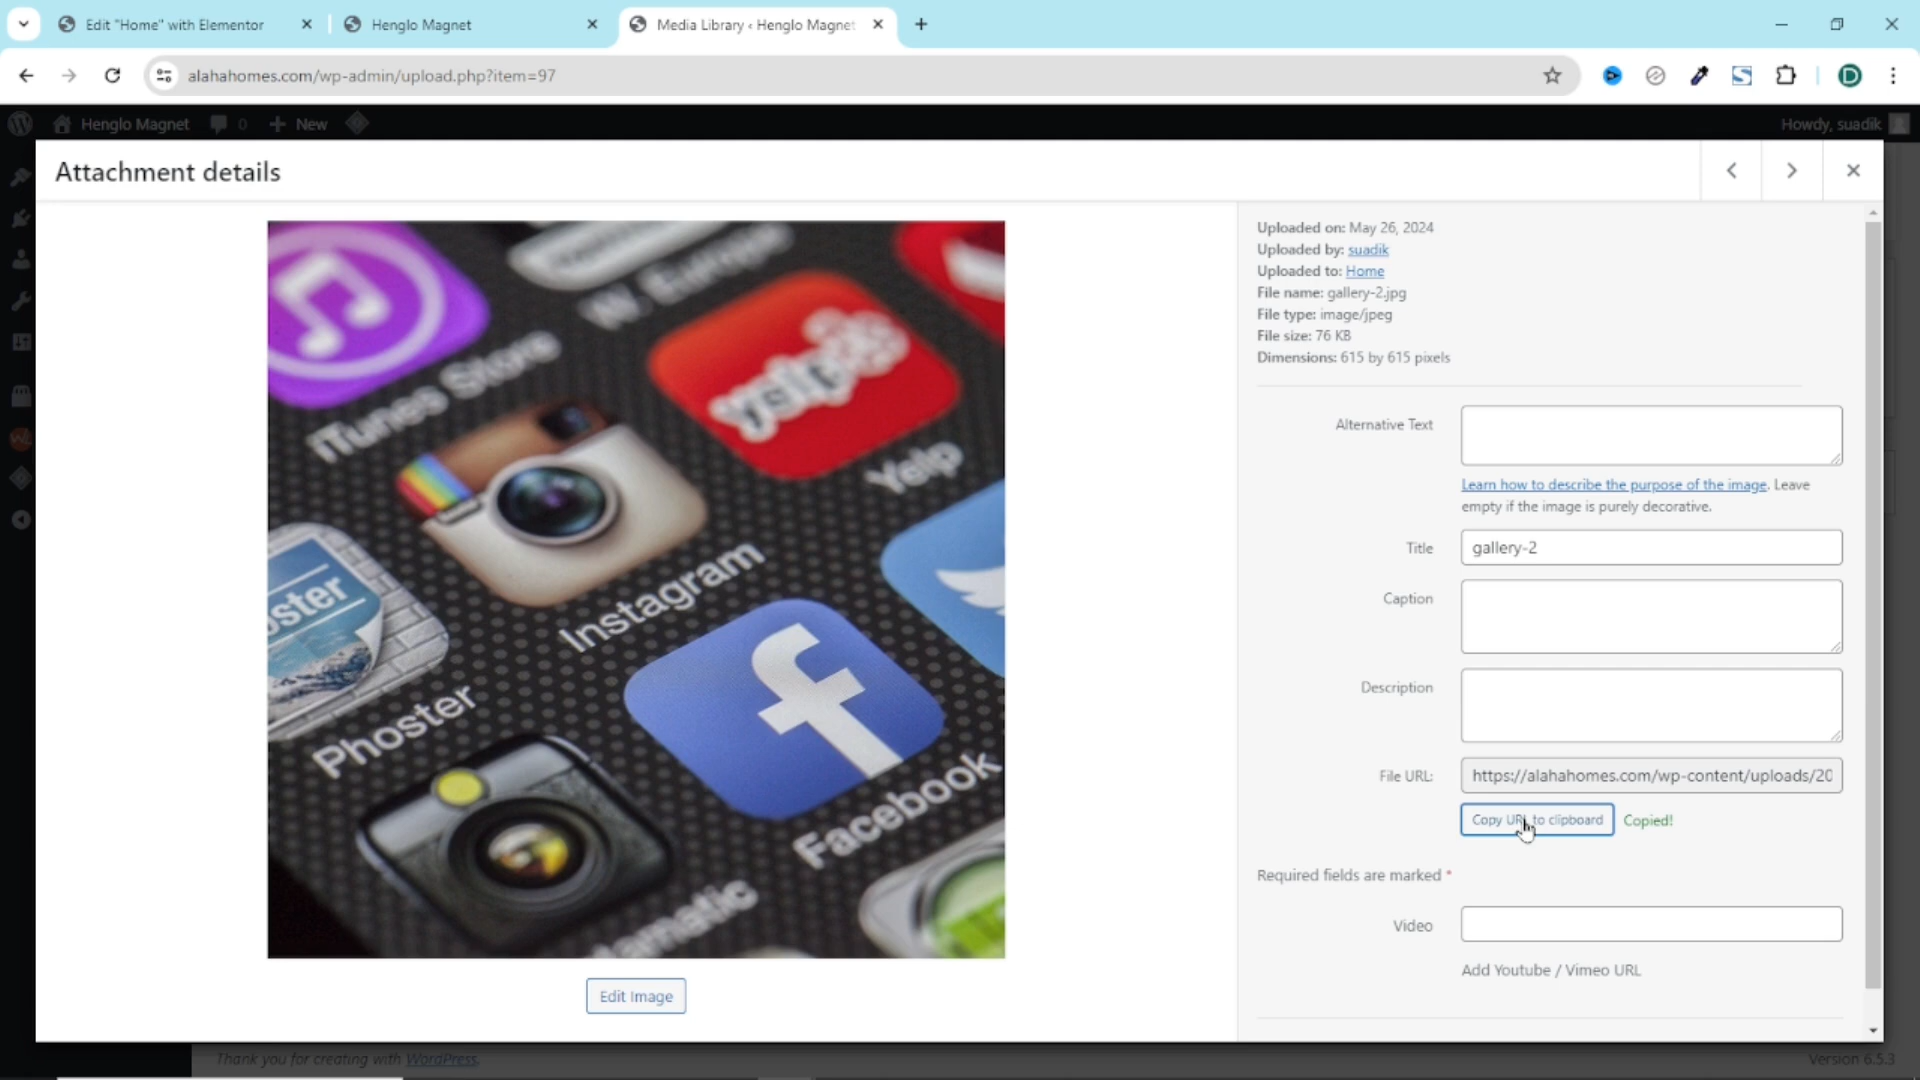 Edit "Home" with Elementor
Henglo Magnet
Media Library ‹ Henglo Magnet
alahahomes.com/wp-admin/upload.php?item=97
D
Henglo Magnet
0
New
Howdy, suadik
Attachment details
iTunes Store
W. Europe
yelp
Yelp
Instagram
Phoster
Facebook
Edit Image
Uploaded on: May 26, 2024
Uploaded by: suadik
Uploaded to: Home
File name: gallery-2.jpg
File type: image/jpeg
File size: 76 KB
Dimensions: 615 by 615 pixels
Alternative Text
Learn how to describe the purpose of the image. Leave
empty if the image is purely decorative.
Title
gallery-2
Caption
Description
File URL:
https://alahahomes.com/wp-content/uploads/20
Copy URL to clipboard
Copied!
Required fields are marked *
Video
Add Youtube / Vimeo URL
Thank you for creating with WordPress.
Version 6.5.3